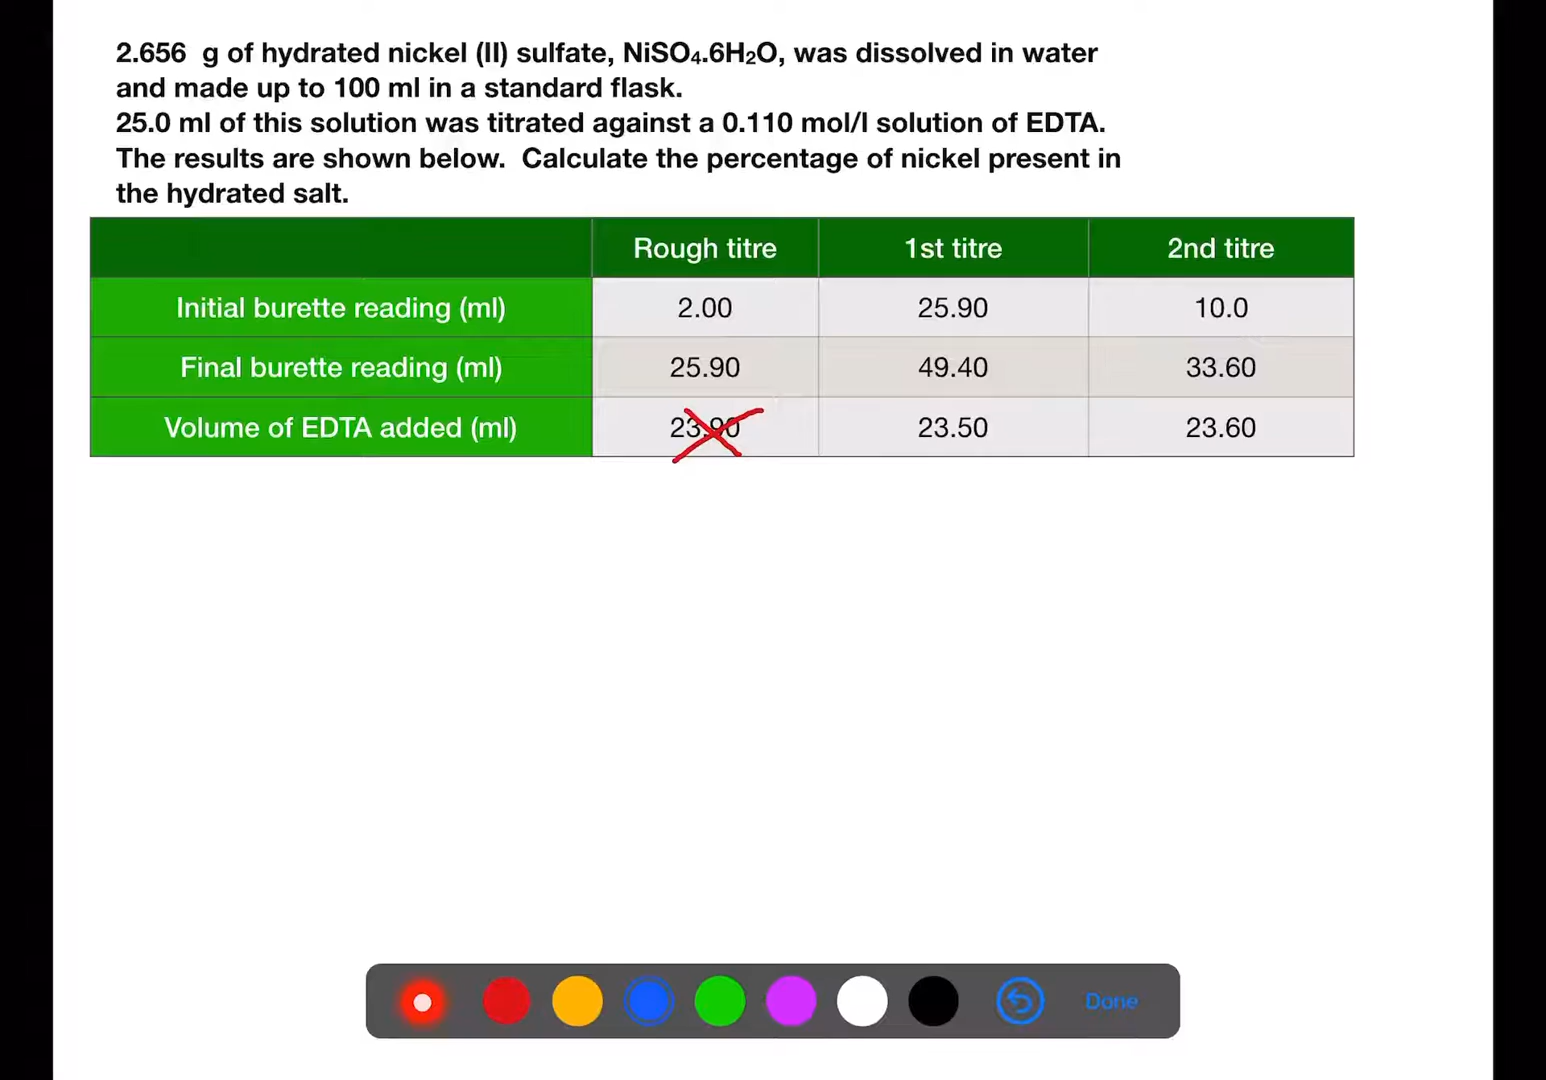 2.656 g of hydrated nickel (II) sulfate, NiSO₄.6H₂O, was dissolved in water
and made up to 100 ml in a standard flask.
25.0 ml of this solution was titrated against a 0.110 mol/l solution of EDTA.
The results are shown below. Calculate the percentage of nickel present in
the hydrated salt.
Rough titre 1st titre 2nd titre
Initial burette reading (ml) 2.00 25.90 10.0
Final burette reading (ml) 25.90 49.40 33.60
Volume of EDTA added (ml) 23.90 23.50 23.60
Done